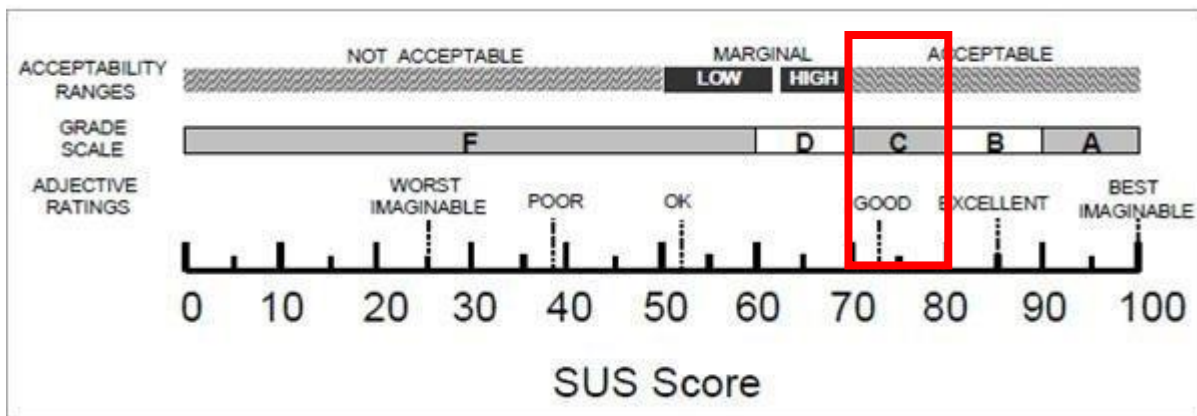 NOT ACCEPTABLE MARGINAL ACCEPTABLE
ACCEPTABILITY
RANGES
LOW HIGH
GRADE
SCALE
F D C B A
ADJECTIVE
RATINGS
WORST
IMAGINABLE
POOR
OK
GOOD
EXCELLENT
BEST
IMAGINABLE
0 10 20 30 40 50 60 70 80 90 100
SUS Score